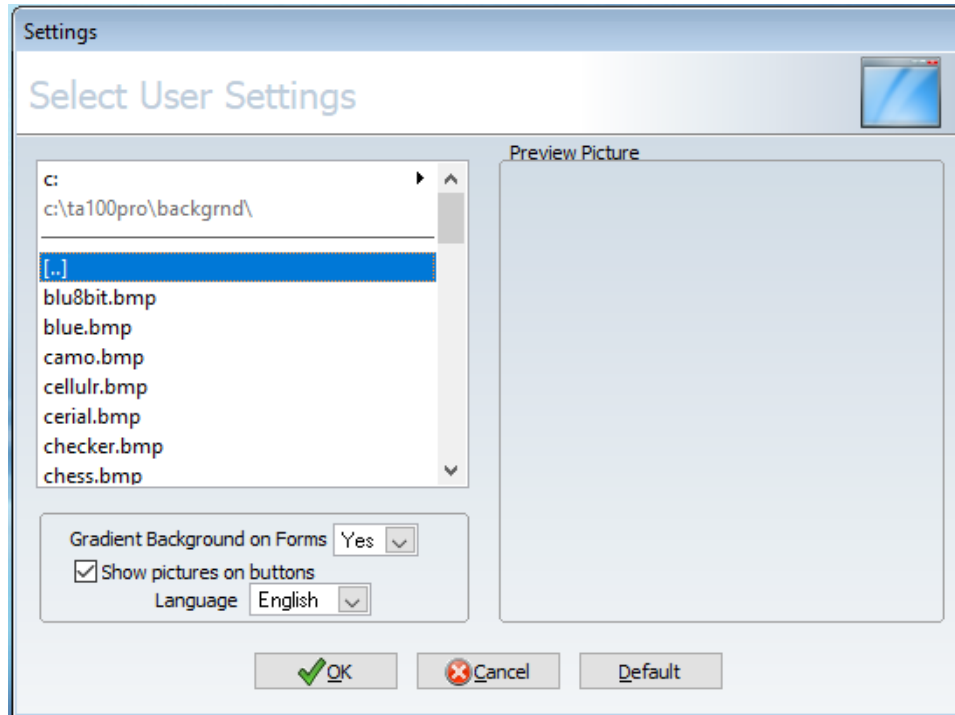 Settings
Select User Settings
c:
c:\ta100pro\backgrnd\
[..]
blu8bit.bmp
blue.bmp
camo.bmp
cellulr.bmp
cerial.bmp
checker.bmp
chess.bmp
Gradient Background on Forms Yes
Show pictures on buttons
Language English
Preview Picture
OK Cancel Default